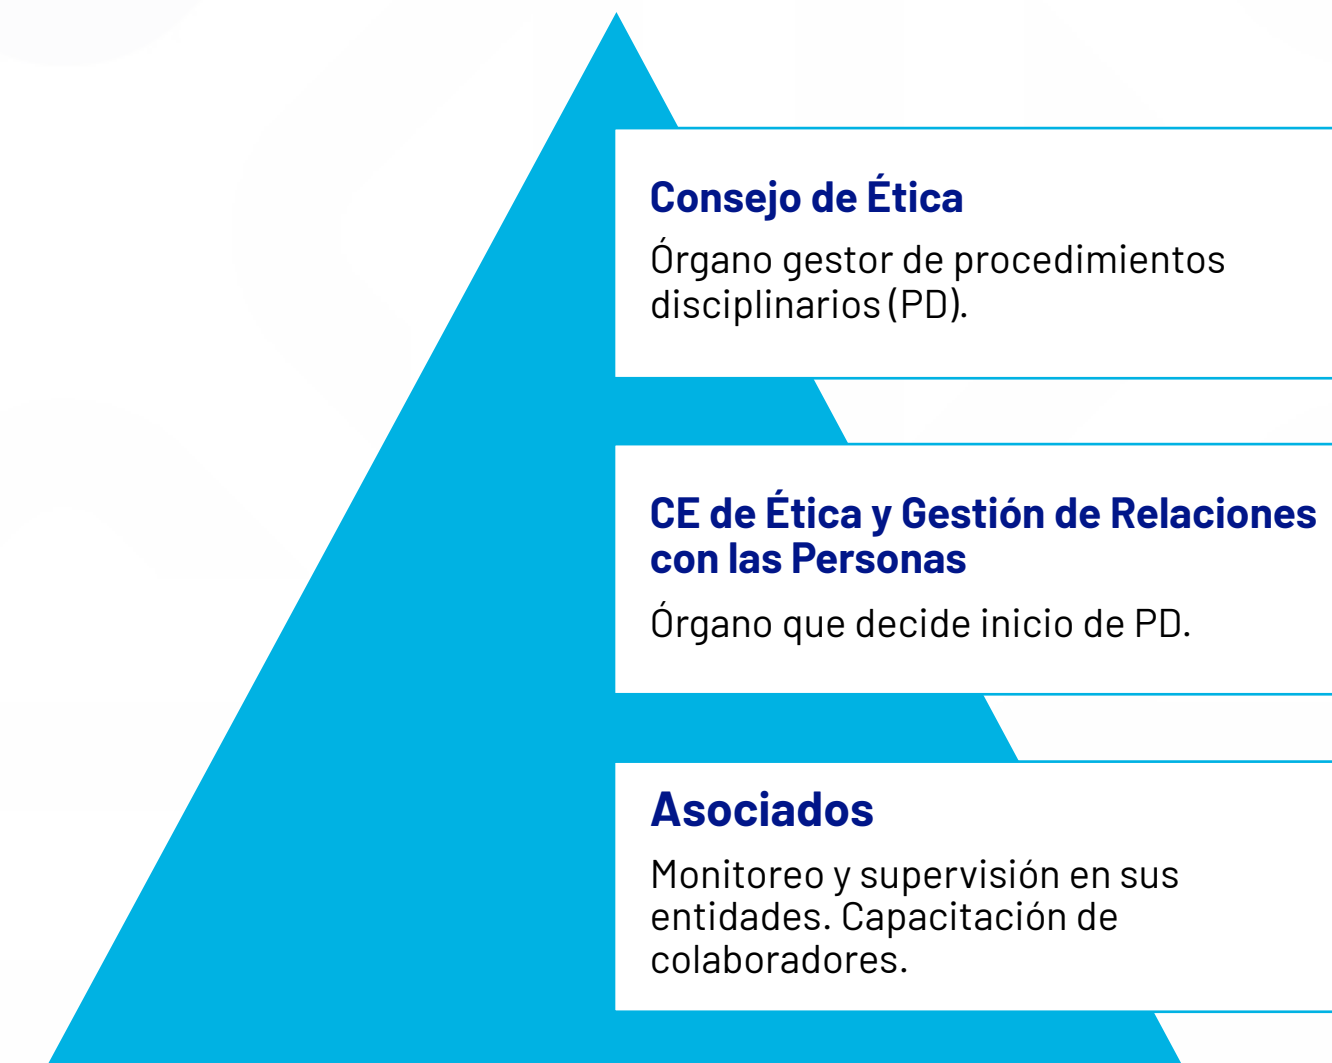 Consejo de Ética
Órgano gestor de procedimientos
disciplinarios (PD).
CE de Ética y Gestión de Relaciones
con las Personas
Órgano que decide inicio de PD.
Asociados
Monitoreo y supervisión en sus
entidades. Capacitación de
colaboradores.